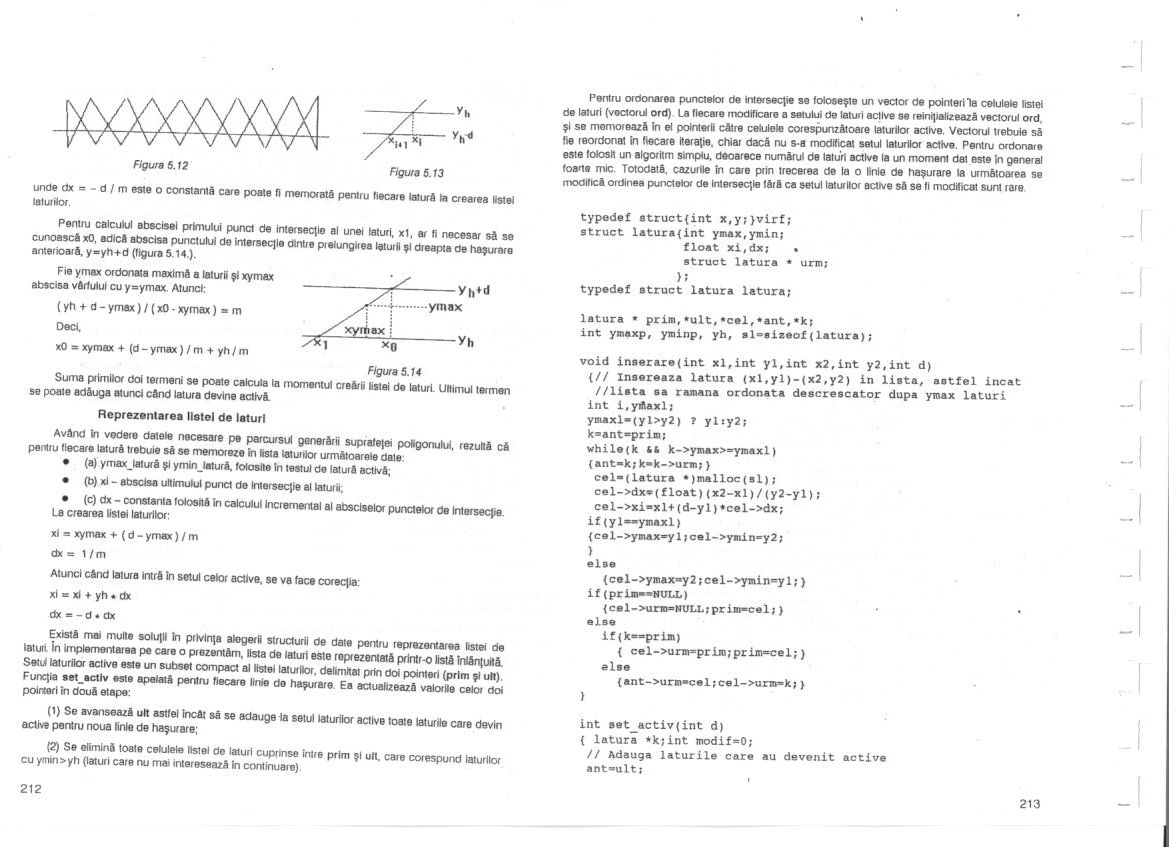 Figura 5.12
yh
yh-d
xi+1 xi
Figura 5.13
unde dx = – d / m este o constantă care poate fi memorată pentru fiecare latură la crearea listei
laturilor.
Pentru calculul abscisei primului punct de intersecţie al unei laturi, x1, ar fi necesar să se
cunoască x0, adică abscisa punctului de intersecţie dintre prelungirea laturii şi dreapta de haşurare
anterioară, y=yh+d (figura 5.14.).
Fie ymax ordonata maximă a laturii şi xymax
abscisa vârfului cu y=ymax. Atunci:
( yh + d – ymax ) / ( x0 - xymax ) = m
Deci,
x0 = xymax + (d – ymax ) / m + yh / m
yh+d
ymax
xymax
x1 x0 yh
Figura 5.14
Suma primilor doi termeni se poate calcula la momentul creării listei de laturi. Ultimul termen
se poate adăuga atunci când latura devine activă.
Reprezentarea listei de laturi
Având în vedere datele necesare pe parcursul generării suprafeţei poligonului, rezultă că
pentru fiecare latură trebuie să se memoreze în lista laturilor următoarele date:
• (a) ymax_latură şi ymin_latură, folosite în testul de latură activă;
• (b) xi – abscisa ultimului punct de intersecţie al laturii;
• (c) dx – constanta folosită în calculul incremental al absciselor punctelor de intersecţie.
La crearea listei laturilor:
xi = xymax + ( d – ymax ) / m
dx = 1 / m
Atunci când latura intră în setul celor active, se va face corecţia:
xi = xi + yh * dx
dx = – d * dx
Există mai multe soluţii în privinţa alegerii structurii de date pentru reprezentarea listei de
laturi. În implementarea pe care o prezentăm, lista de laturi este reprezentată printr-o listă înlănţuită.
Setul laturilor active este un subset compact al listei laturilor, delimitat prin doi pointeri (prim şi ult).
Funcţia set_activ este apelată pentru fiecare linie de haşurare. Ea actualizează valorile celor doi
pointeri în două etape:
(1) Se avansează ult astfel încât să se adauge la setul laturilor active toate laturile care devin
active pentru noua linie de haşurare;
(2) Se elimină toate celulele listei de laturi cuprinse între prim şi ult, care corespund laturilor
cu ymin>yh (laturi care nu mai interesează în continuare).
212
Pentru ordonarea punctelor de intersecţie se foloseşte un vector de pointeri la celulele listei
de laturi (vectorul ord). La fiecare modificare a setului de laturi active se reiniţializează vectorul ord,
şi se memorează în el pointerii către celulele corespunzătoare laturilor active. Vectorul trebuie să
fie reordonat în fiecare iteraţie, chiar dacă nu s-a modificat setul laturilor active. Pentru ordonare
este folosit un algoritm simplu, deoarece numărul de laturi active la un moment dat este în general
foarte mic. Totodată, cazurile în care prin trecerea de la o linie de haşurare la următoarea se
modifică ordinea punctelor de intersecţie fără ca setul laturilor active să se fi modificat sunt rare.
typedef struct{int x,y;}virf;
struct latura{int ymax,ymin;
float xi,dx;
struct latura * urm;
};
typedef struct latura latura;
latura * prim,*ult,*cel,*ant,*k;
int ymaxp, yminp, yh, sl=sizeof(latura);
void inserare(int x1,int y1,int x2,int y2,int d)
{// Insereaza latura (x1,y1)-(x2,y2) in lista, astfel incat
//lista sa ramana ordonata descrescator dupa ymax laturi
int i,ymax1;
ymax1=(y1>y2) ? y1:y2;
k=ant=prim;
while(k && k->ymax>=ymax1)
{ant=k;k=k->urm;}
cel=(latura *)malloc(sl);
cel->dx=(float)(x2-x1)/(y2-y1);
cel->xi=x1+(d-y1)*cel->dx;
if(y1==ymax1)
{cel->ymax=y1;cel->ymin=y2;
}
else
{cel->ymax=y2;cel->ymin=y1;}
if(prim==NULL)
{cel->urm=NULL;prim=cel;}
else
if(k==prim)
{ cel->urm=prim;prim=cel;}
else
{ant->urm=cel;cel->urm=k;}
}
int set_activ(int d)
{ latura *k;int modif=0;
// Adauga laturile care au devenit active
ant=ult;
213